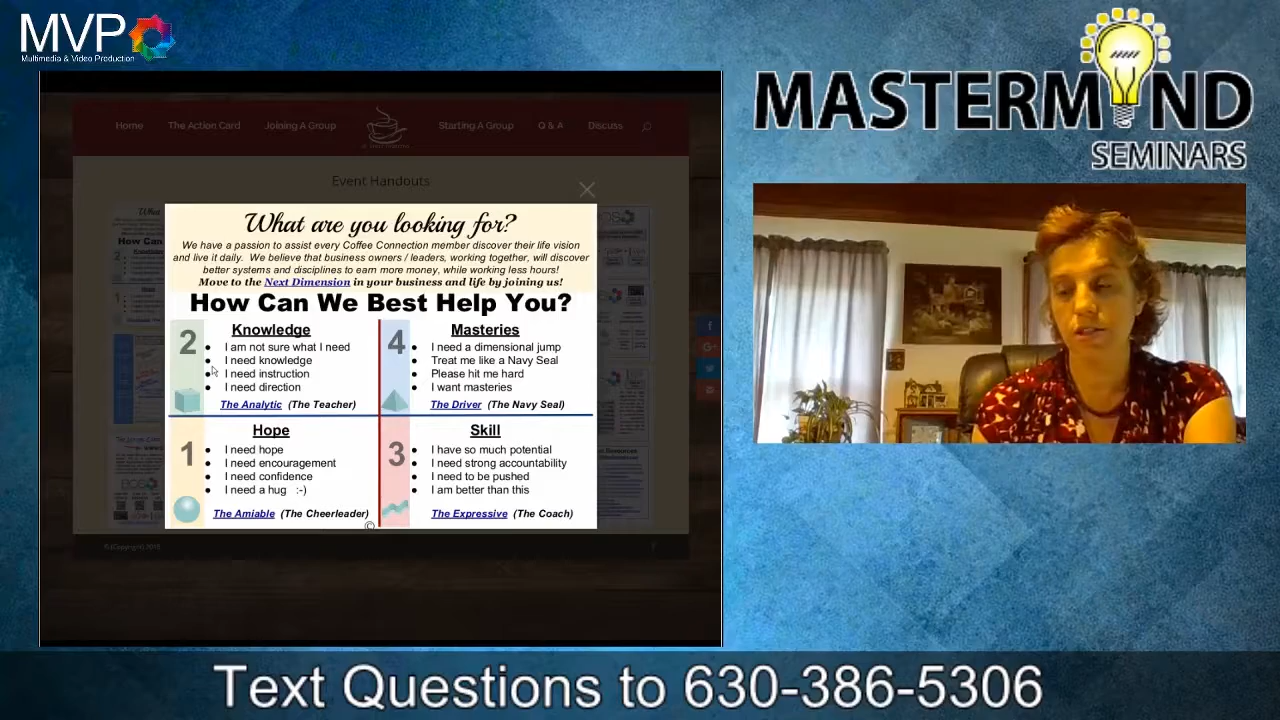 MVP
Multimedia & Video Production
MASTERMIND
SEMINARS
Home The Action Card Joining A Group Starting A Group Q & A Discuss
Event Handouts
What are you looking for?
We have a passion to assist every Coffee Connection member discover their life vision
and live it daily. We believe that business owners / leaders, working together, will discover
better systems and disciplines to earn more money, while working less hours!
Move to the Next Dimension in your business and life by joining us!
How Can We Best Help You?
2 Knowledge
• I am not sure what I need
• I need knowledge
• I need instruction
• I need direction
The Analytic (The Teacher)
4 Masteries
• I need a dimensional jump
• Treat me like a Navy Seal
• Please hit me hard
• I want masteries
The Driver (The Navy Seal)
1 Hope
• I need hope
• I need encouragement
• I need confidence
• I need a hug :-)
The Amiable (The Cheerleader)
3 Skill
• I have so much potential
• I need strong accountability
• I need to be pushed
• I am better than this
The Expressive (The Coach)
©
Text Questions to 630-386-5306